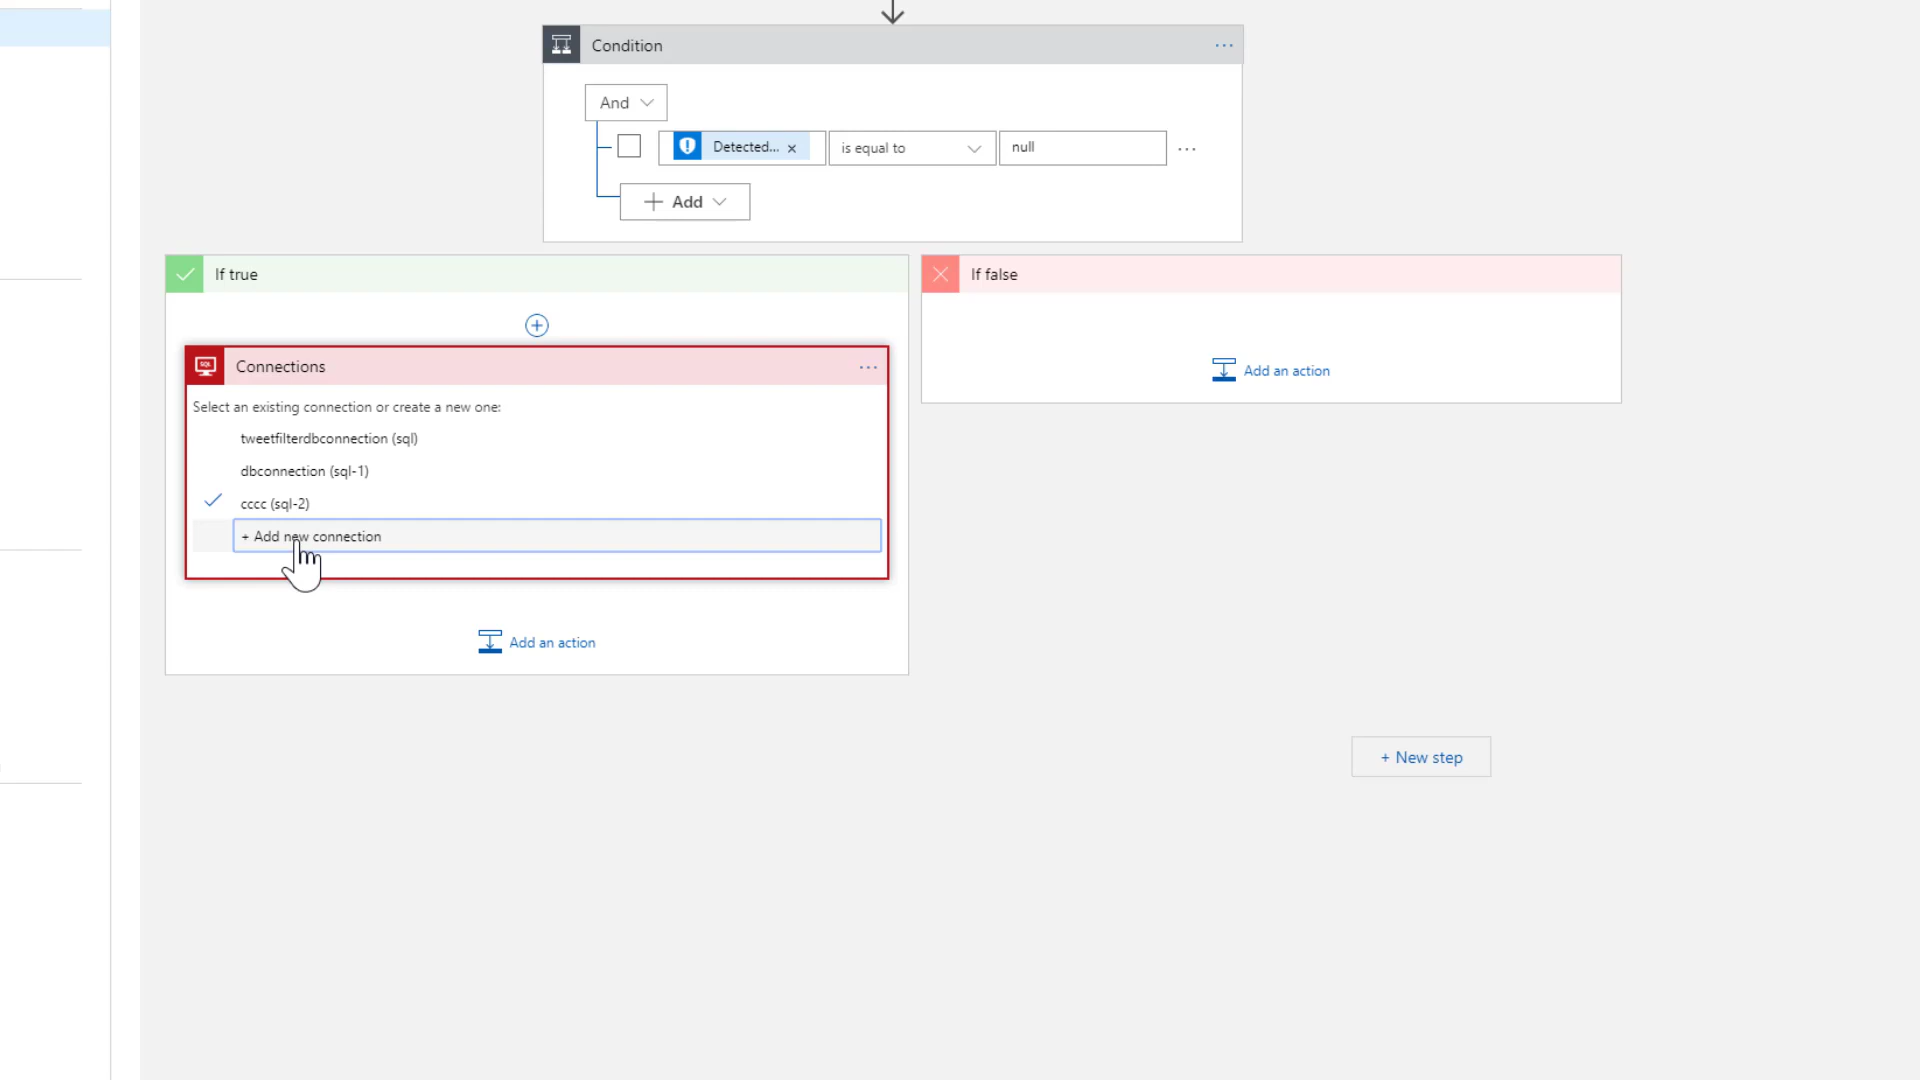 Condition
...
And
Detected... ×
is equal to
null
...
+ Add
If true
If false
SQL
Connections
...
Select an existing connection or create a new one:
tweetfilterdbconnection (sql)
dbconnection (sql-1)
cccc (sql-2)
+ Add new connection
Add an action
Add an action
+ New step